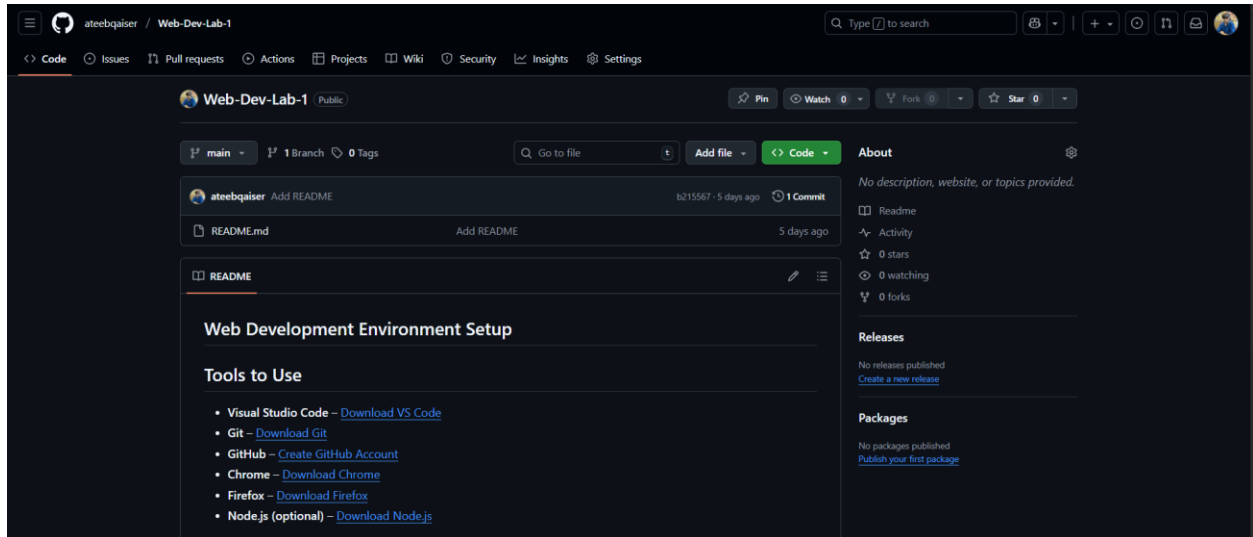 ateebqaiser / Web-Dev-Lab-1
Type / to search
Code Issues Pull requests Actions Projects Wiki Security Insights Settings
Web-Dev-Lab-1 Public
Pin Watch 0 Fork 0 Star 0
main 1 Branch 0 Tags Go to file t Add file Code
ateebqaiser Add README b215567 · 5 days ago 1 Commit
README.md Add README 5 days ago
README
Web Development Environment Setup
Tools to Use
• Visual Studio Code – Download VS Code
• Git – Download Git
• GitHub – Create GitHub Account
• Chrome – Download Chrome
• Firefox – Download Firefox
• Node.js (optional) – Download Node.js
About
No description, website, or topics provided.
Readme
Activity
0 stars
0 watching
0 forks
Releases
No releases published
Create a new release
Packages
No packages published
Publish your first package